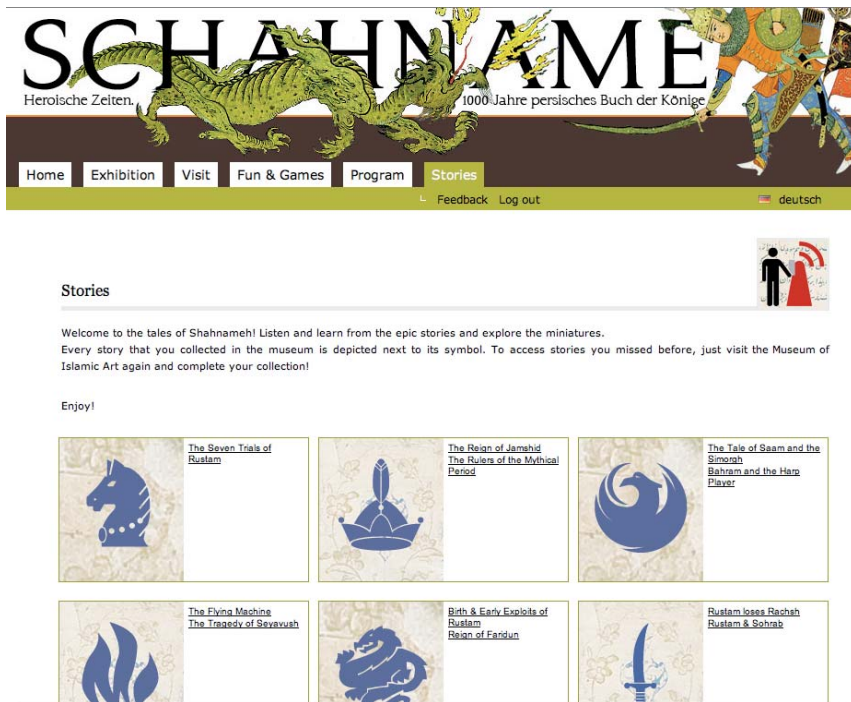 SCHAHNAME
Heroische Zeiten. 1000 Jahre persisches Buch der Könige
Home Exhibition Visit Fun & Games Program Stories
Feedback Log out deutsch
Stories
Welcome to the tales of Shahnameh! Listen and learn from the epic stories and explore the miniatures.
Every story that you collected in the museum is depicted next to its symbol. To access stories you missed before, just visit the Museum of
Islamic Art again and complete your collection!
Enjoy!
The Seven Trials of
Rustam
The Reign of Jamshid
The Rulers of the Mythical
Period
The Tale of Saam and the
Simorgh
Bahram and the Harp
Player
The Flying Machine
The Tragedy of Seyavush
Birth & Early Exploits of
Rustam
Reign of Faridun
Rustam loses Rachsh
Rustam & Sohrab